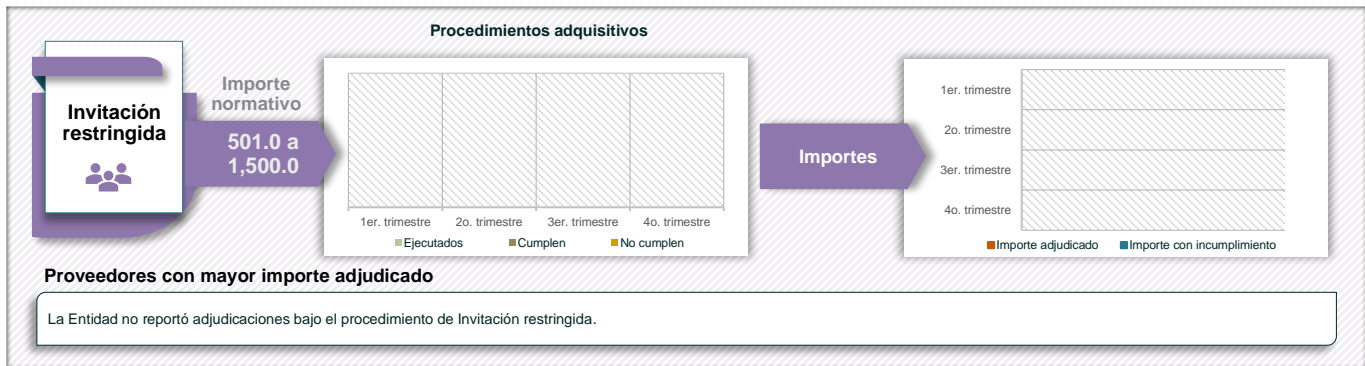 Procedimientos adquisitivos
Invitación
restringida
Importe
normativo
501.0 a
1,500.0
1er. trimestre 2o. trimestre 3er. trimestre 4o. trimestre
Ejecutados Cumplen No cumplen
Importes
1er. trimestre
2o. trimestre
3er. trimestre
4o. trimestre
Importe adjudicado Importe con incumplimiento
Proveedores con mayor importe adjudicado
La Entidad no reportó adjudicaciones bajo el procedimiento de Invitación restringida.